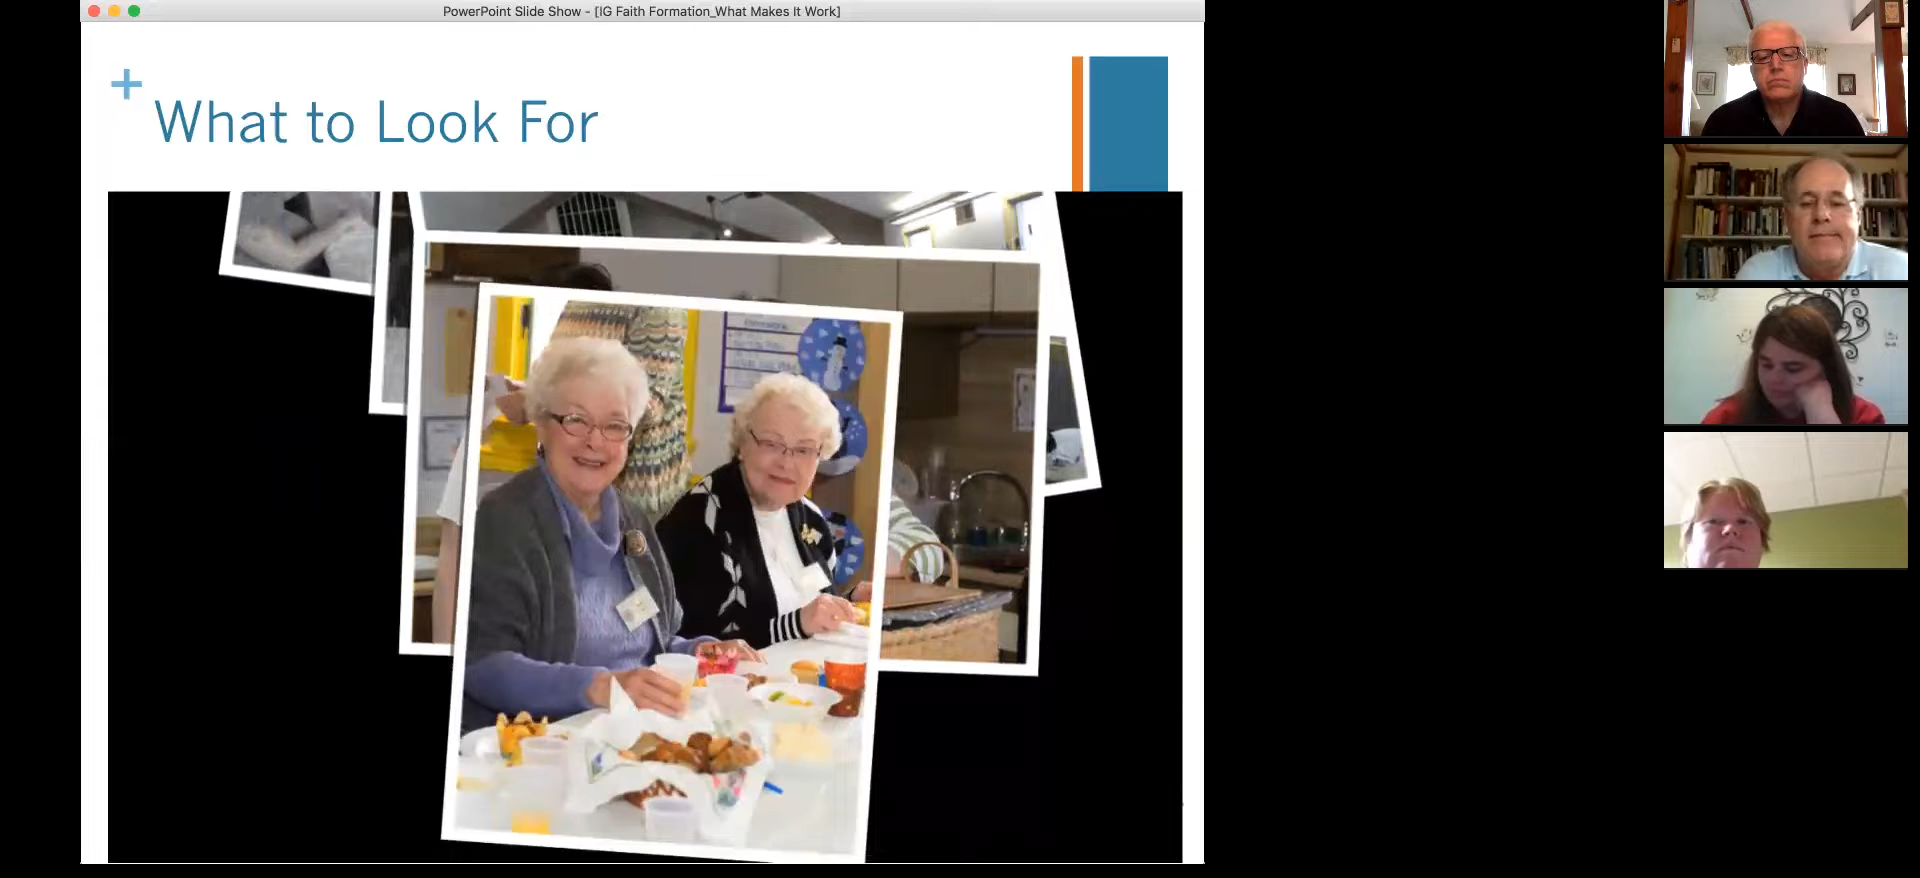 PowerPoint Slide Show - [IG Faith Formation_What Makes It Work]
+
What to Look For